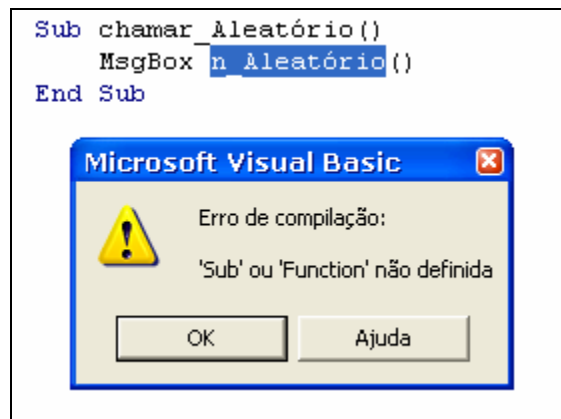 Sub chamar_Aleatório()
MsgBox n_Aleatório()
End Sub
Microsoft Visual Basic
Erro de compilação:
'Sub' ou 'Function' não definida
OK Ajuda